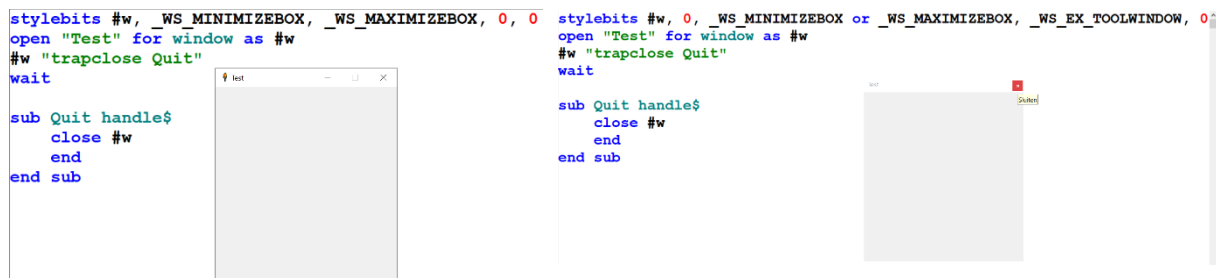 stylebits #w, _WS_MINIMIZEBOX, _WS_MAXIMIZEBOX, 0, 0
open "Test" for window as #w
#w "trapclose Quit"
wait
Test
sub Quit handle$
close #w
end
end sub
stylebits #w, 0, _WS_MINIMIZEBOX or _WS_MAXIMIZEBOX, _WS_EX_TOOLWINDOW, 0
open "Test" for window as #w
#w "trapclose Quit"
wait
Test
Sluiten
sub Quit handle$
close #w
end
end sub